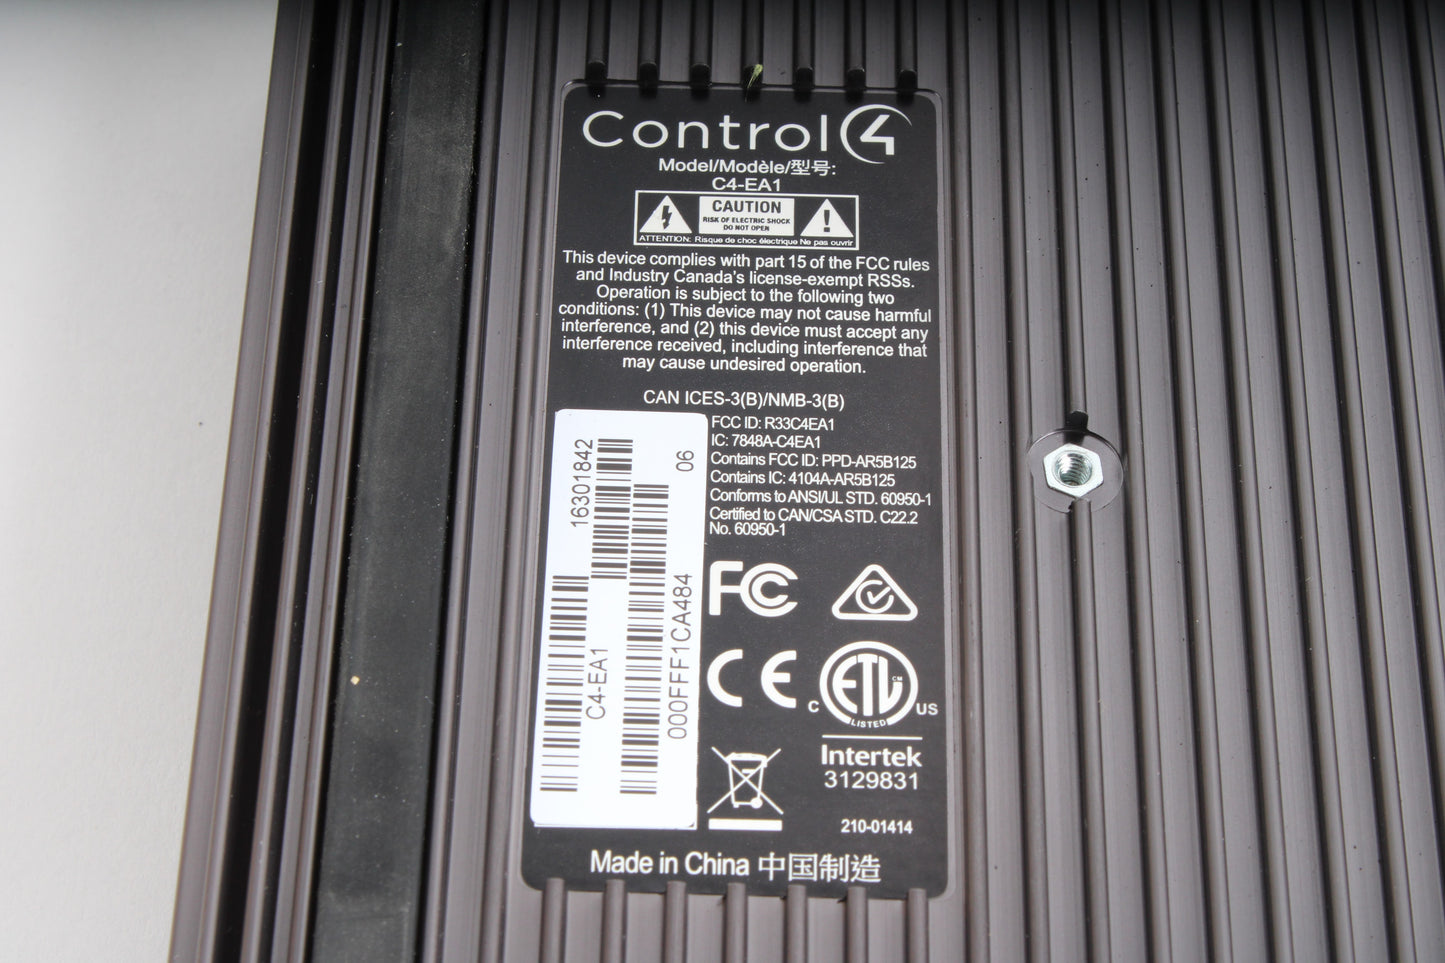 Control4
Model/Modèle/型号:
C4-EA1
CAUTION
RISK OF ELECTRIC SHOCK
DO NOT OPEN
ATTENTION: Risque de choc électrique Ne pas ouvrir
This device complies with part 15 of the FCC rules
and Industry Canada's license-exempt RSSs.
Operation is subject to the following two
conditions: (1) This device may not cause harmful
interference, and (2) this device must accept any
interference received, including interference that
may cause undesired operation.
CAN ICES-3(B)/NMB-3(B)
FCC ID: R33C4EA1
IC: 7848A-C4EA1
Contains FCC ID: PPD-AR5B125
Contains IC: 4104A-AR5B125
Conforms to ANSI/UL STD. 60950-1
Certified to CAN/CSA STD. C22.2
No. 60950-1
16301842
06
C4-EA1
000FFF1CA484
FC
CE
ETL
CM
LISTED
C
US
Intertek
3129831
210-01414
Made in China 中国制造